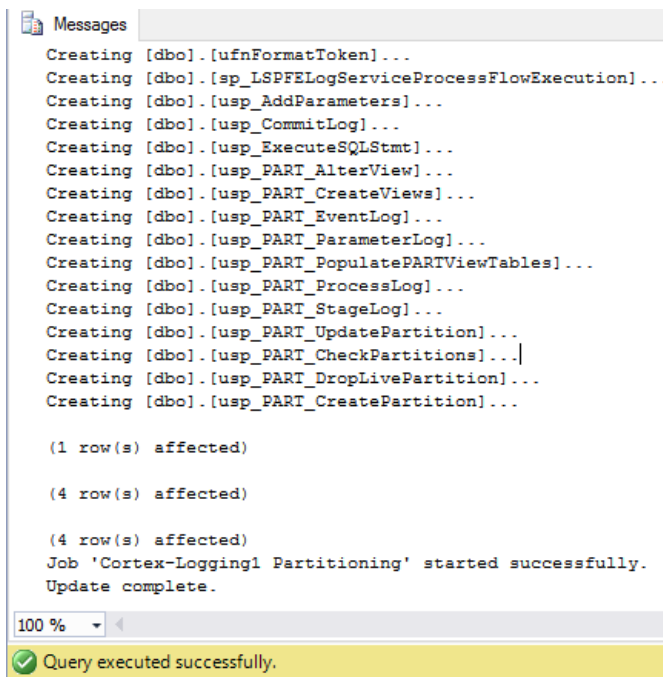 Messages
Creating [dbo].[ufnFormatToken]...
Creating [dbo].[sp_LSPFELogServiceProcessFlowExecution]...
Creating [dbo].[usp_AddParameters]...
Creating [dbo].[usp_CommitLog]...
Creating [dbo].[usp_ExecuteSQLStmt]...
Creating [dbo].[usp_PART_AlterView]...
Creating [dbo].[usp_PART_CreateViews]...
Creating [dbo].[usp_PART_EventLog]...
Creating [dbo].[usp_PART_ParameterLog]...
Creating [dbo].[usp_PART_PopulatePARTViewTables]...
Creating [dbo].[usp_PART_ProcessLog]...
Creating [dbo].[usp_PART_StageLog]...
Creating [dbo].[usp_PART_UpdatePartition]...
Creating [dbo].[usp_PART_CheckPartitions]...
Creating [dbo].[usp_PART_DropLivePartition]...
Creating [dbo].[usp_PART_CreatePartition]...
(1 row(s) affected)
(4 row(s) affected)
(4 row(s) affected)
Job 'Cortex-Logging1 Partitioning' started successfully.
Update complete.
100 %
Query executed successfully.